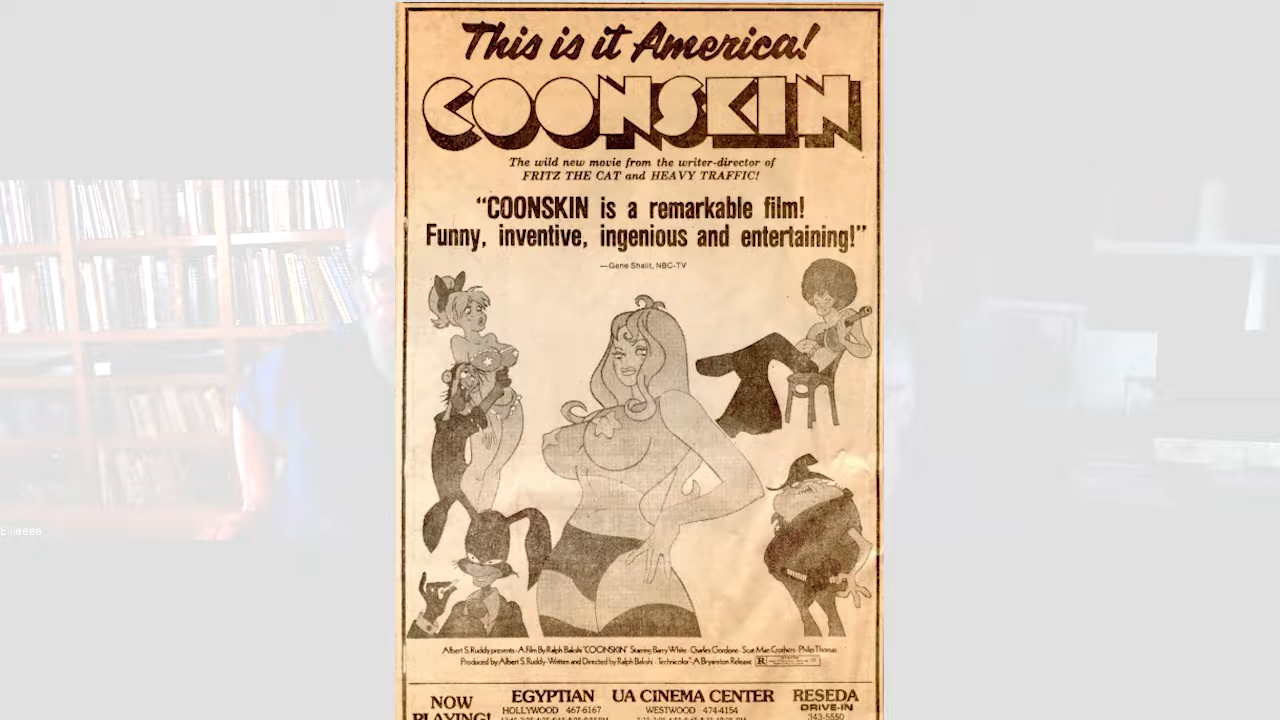 This is it America!
COONSKIN
The wild new movie from the writer-director of
FRITZ THE CAT and HEAVY TRAFFIC!
"COONSKIN is a remarkable film!
Funny, inventive, ingenious and entertaining!"
—Gene Shalit, NBC-TV
Albert S. Ruddy presents · A Film By Ralph Bakshi "COONSKIN" Starring Barry White · Charles Gordone · Scat Man Crothers · Philip Thomas
Produced by Albert S. Ruddy · Written and Directed by Ralph Bakshi · Technicolor® A Bryanston Release R
NOW
PLAYING!
EGYPTIAN
HOLLYWOOD 467-6167
UA CINEMA CENTER
WESTWOOD 474-4154
RESEDA
DRIVE-IN
343-5550